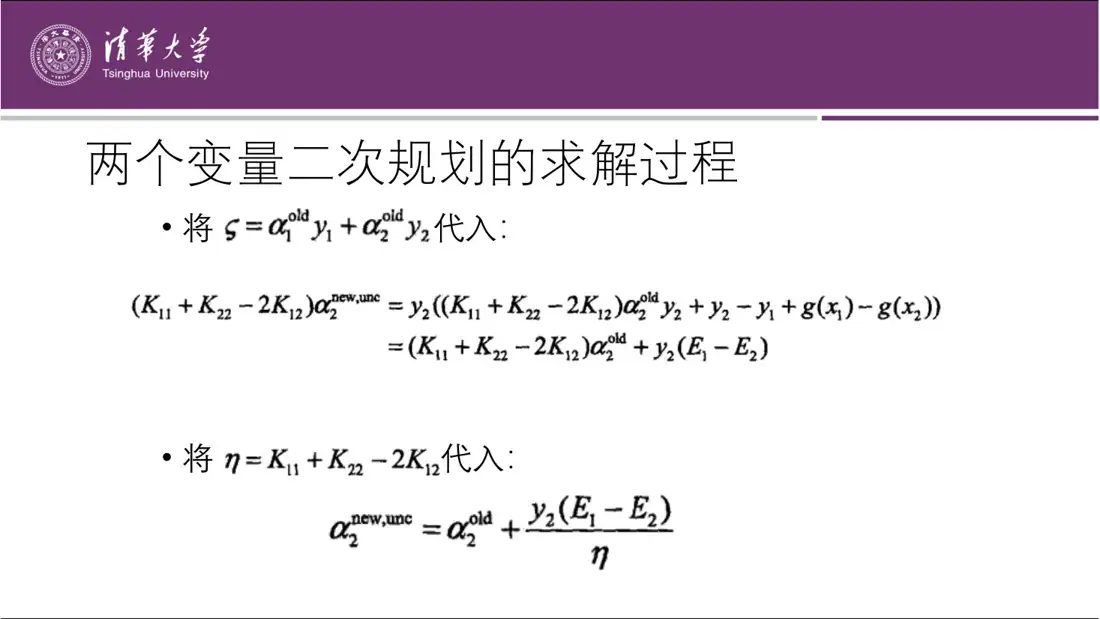 清华大学
Tsinghua University
两个变量二次规划的求解过程
• 将 ς = α₁^old y₁ + α₂^old y₂ 代入：
(K₁₁ + K₂₂ − 2K₁₂)α₂^new,unc = y₂((K₁₁ + K₂₂ − 2K₁₂)α₂^old y₂ + y₂ − y₁ + g(x₁) − g(x₂))
= (K₁₁ + K₂₂ − 2K₁₂)α₂^old + y₂(E₁ − E₂)
• 将 η = K₁₁ + K₂₂ − 2K₁₂ 代入：
α₂^new,unc = α₂^old + y₂(E₁ − E₂) / η